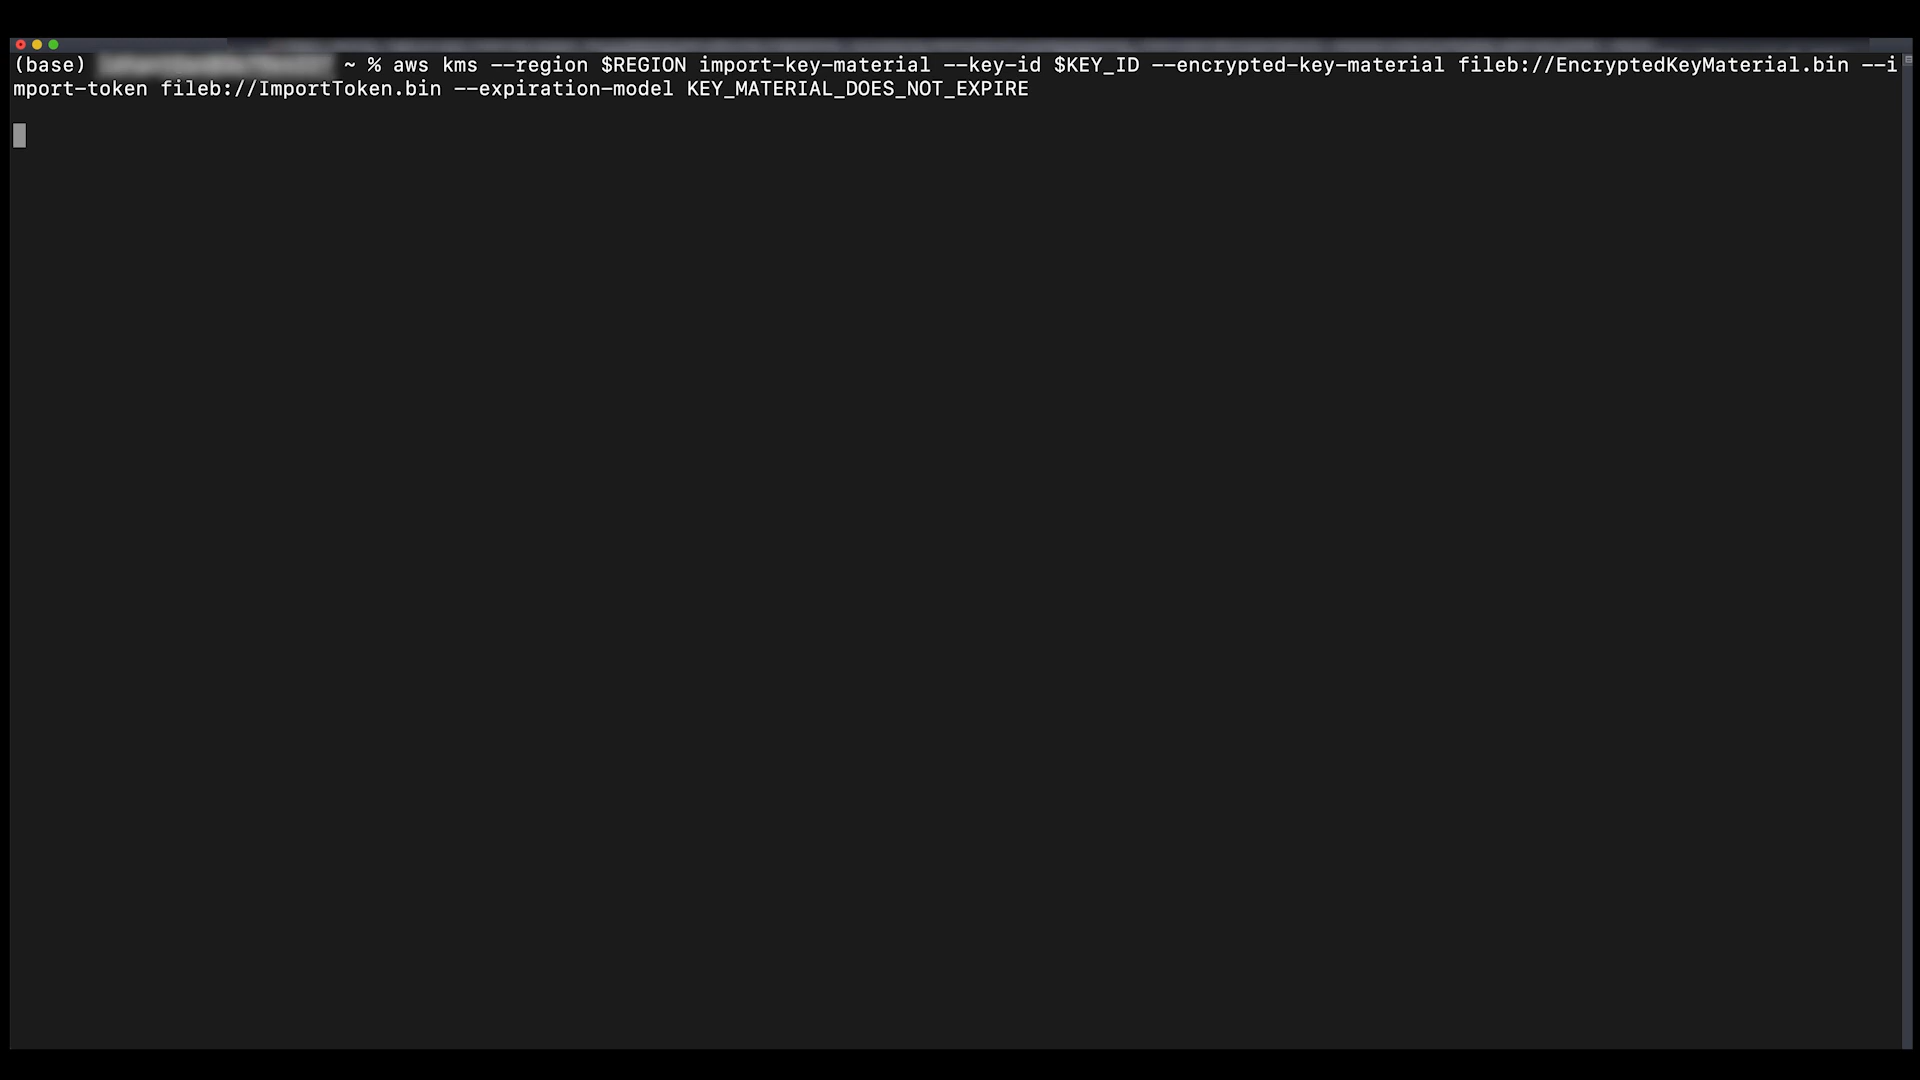 (base) ~ % aws kms --region $REGION import-key-material --key-id $KEY_ID --encrypted-key-material fileb://EncryptedKeyMaterial.bin --i
mport-token fileb://ImportToken.bin --expiration-model KEY_MATERIAL_DOES_NOT_EXPIRE